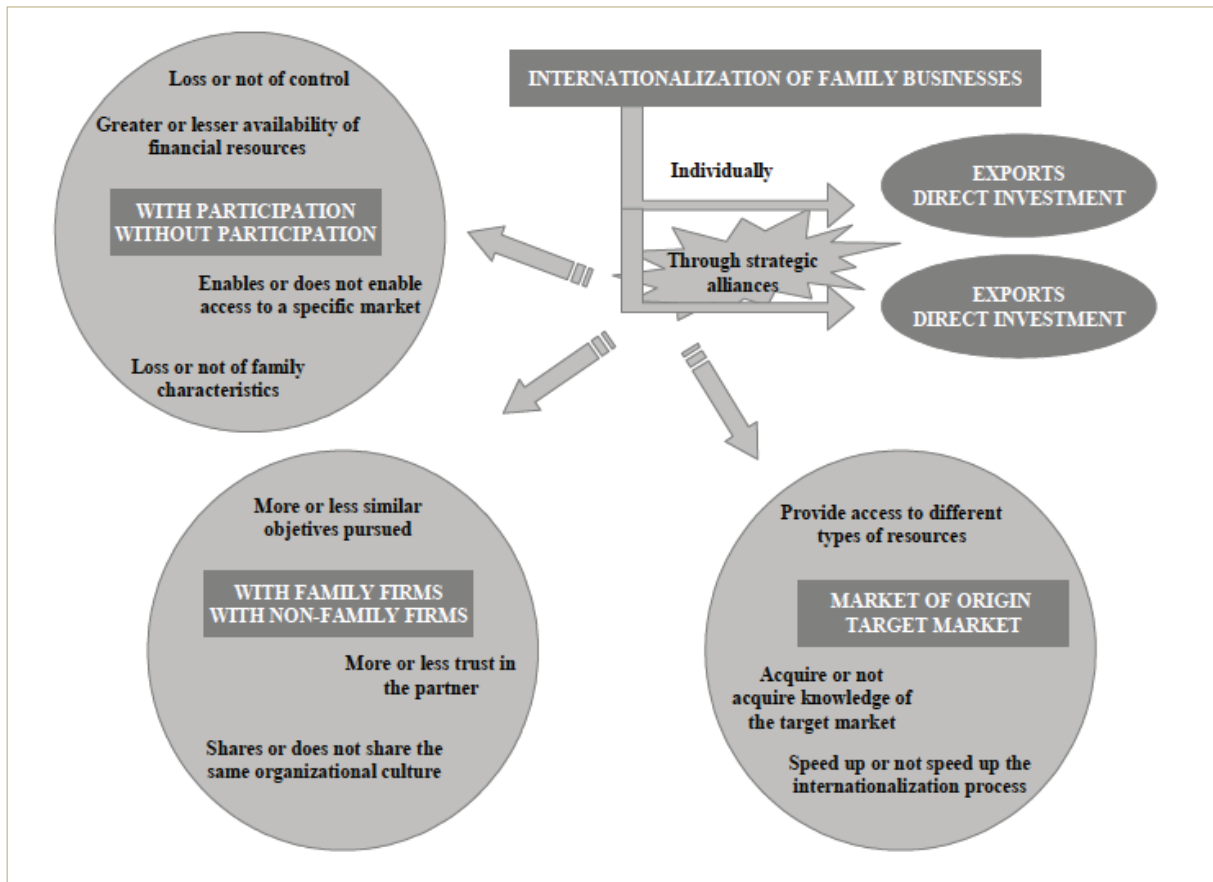 INTERNATIONALIZATION OF FAMILY BUSINESSES
Individually
EXPORTS
DIRECT INVESTMENT
Through strategic
alliances
EXPORTS
DIRECT INVESTMENT
Loss or not of control
Greater or lesser availability of
financial resources
WITH PARTICIPATION
WITHOUT PARTICIPATION
Enables or does not enable
access to a specific market
Loss or not of family
characteristics
More or less similar
objetives pursued
WITH FAMILY FIRMS
WITH NON-FAMILY FIRMS
More or less trust in
the partner
Shares or does not share the
same organizational culture
Provide access to different
types of resources
MARKET OF ORIGIN
TARGET MARKET
Acquire or not
acquire knowledge of
the target market
Speed up or not speed up the
internationalization process